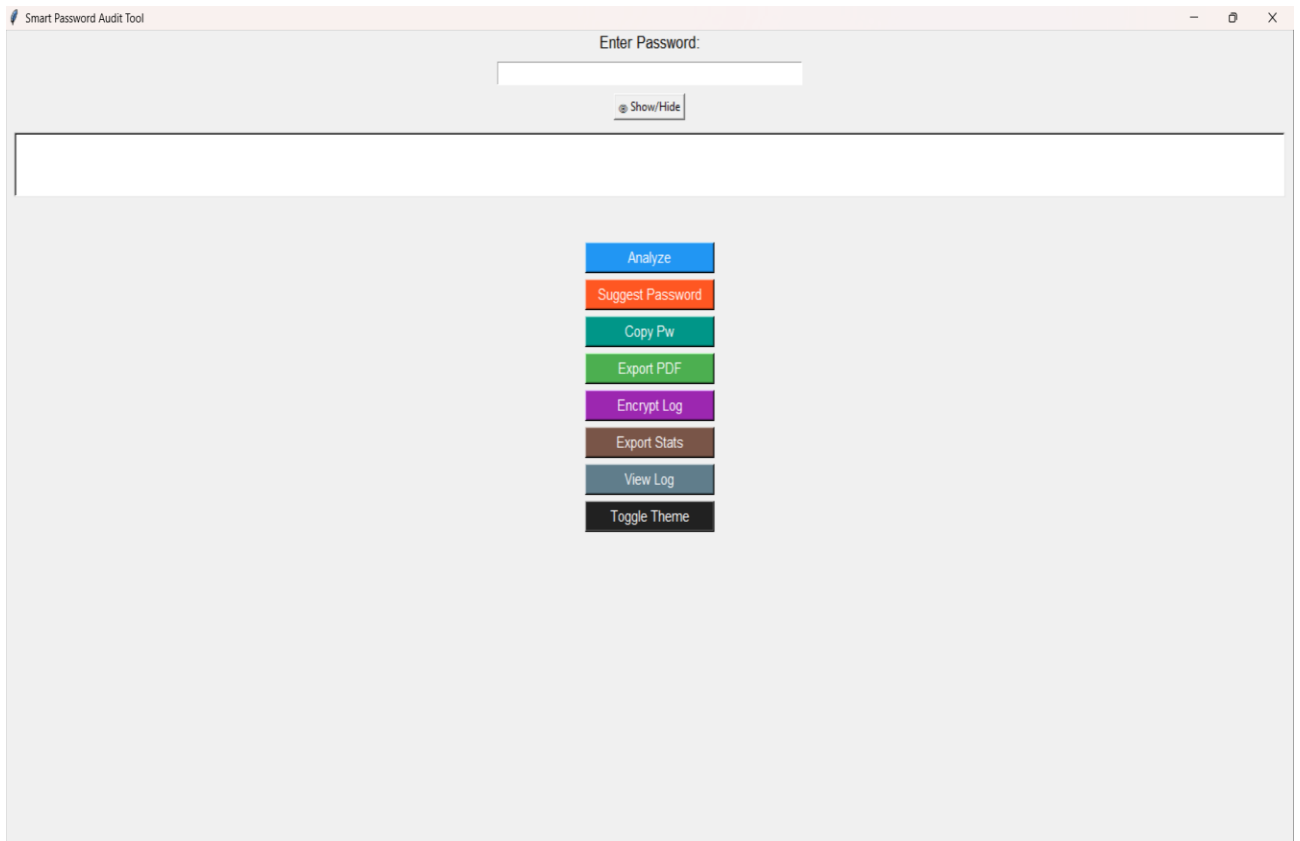 Smart Password Audit Tool
Enter Password:
Show/Hide
Analyze
Suggest Password
Copy Pw
Export PDF
Encrypt Log
Export Stats
View Log
Toggle Theme